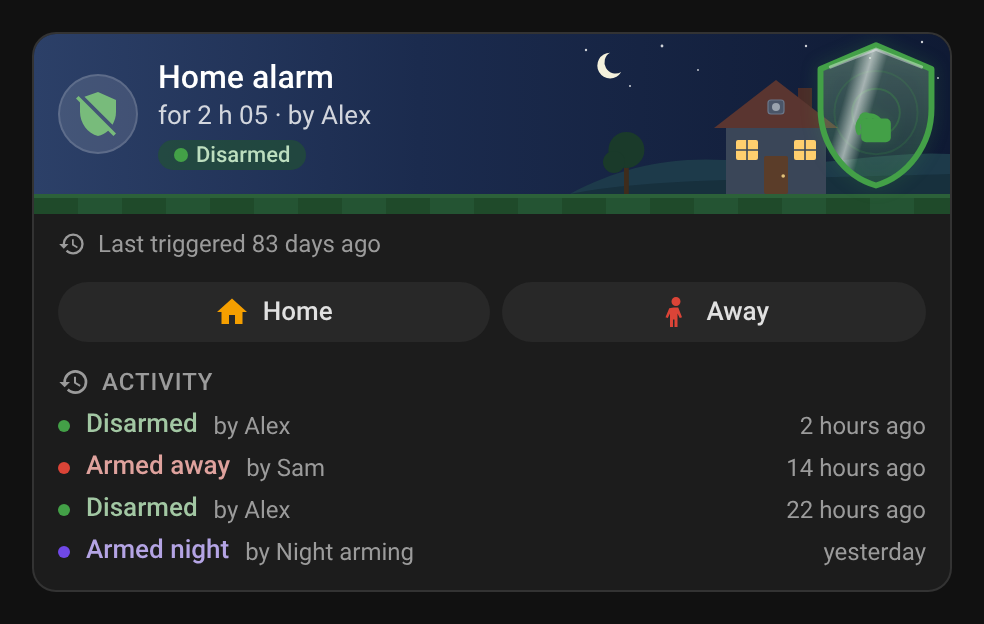 Home alarm
for 2 h 05 · by Alex
Disarmed
Last triggered 83 days ago
Home
Away
ACTIVITY
Disarmed by Alex 2 hours ago
Armed away by Sam 14 hours ago
Disarmed by Alex 22 hours ago
Armed night by Night arming yesterday